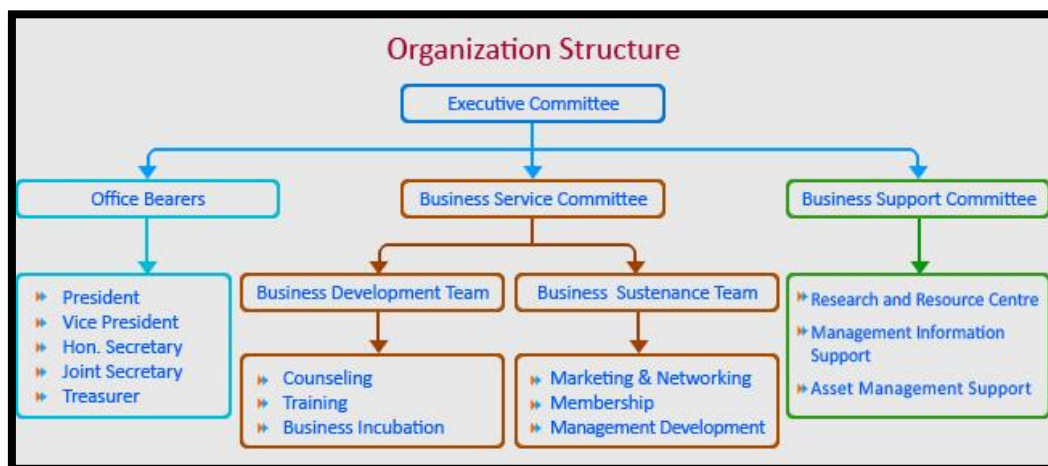 Organization Structure
Executive Committee
Office Bearers
Business Service Committee
Business Support Committee
President
Vice President
Hon. Secretary
Joint Secretary
Treasurer
Business Development Team
Business Sustenance Team
Counseling
Training
Business Incubation
Marketing & Networking
Membership
Management Development
Research and Resource Centre
Management Information
Support
Asset Management Support